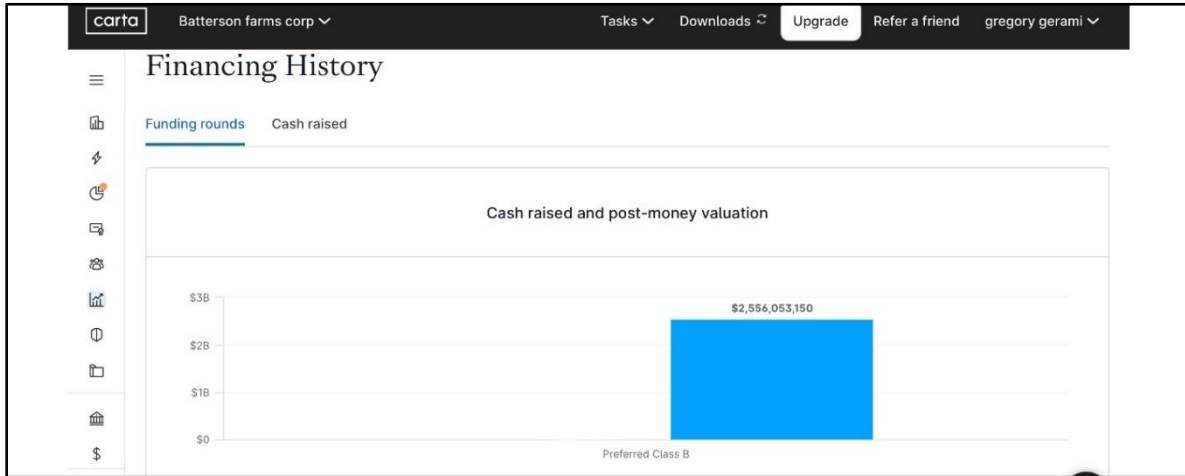 carta Batterson farms corp Tasks Downloads Upgrade Refer a friend gregory gerami
Financing History
Funding rounds Cash raised
Cash raised and post-money valuation
$3B
$2,556,053,150
$2B
$1B
$0
Preferred Class B
$